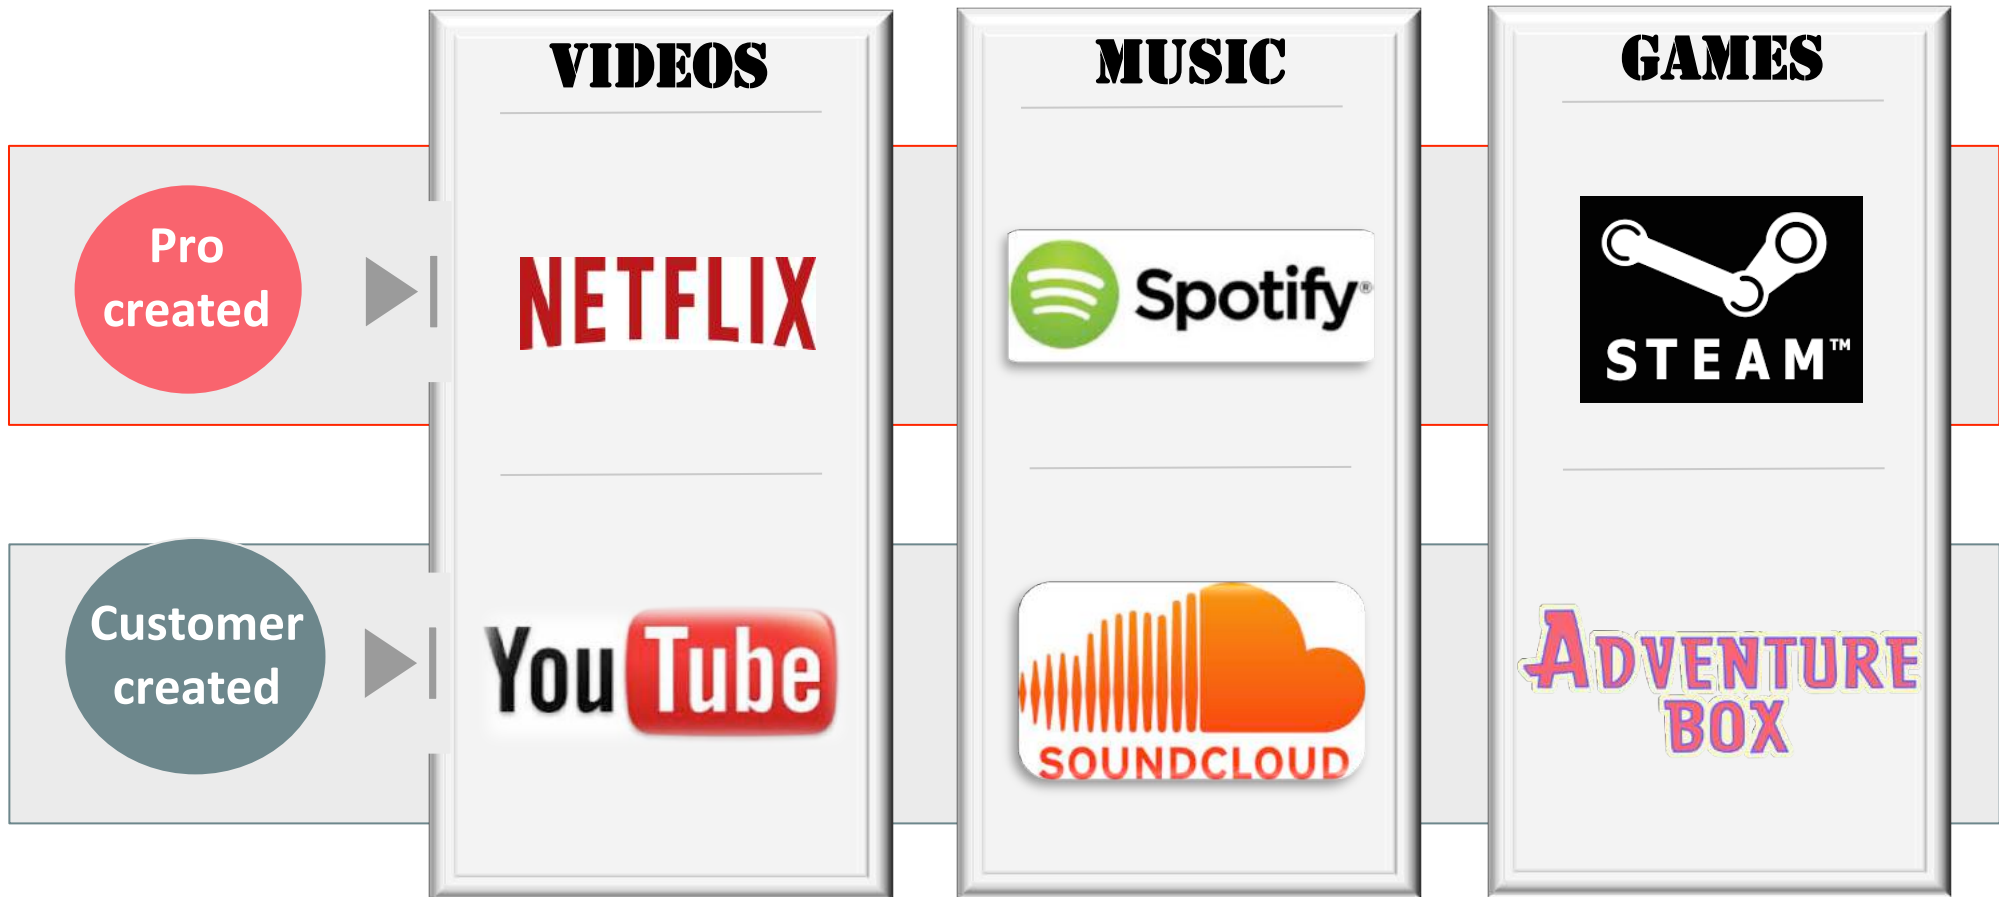 VIDEOS
MUSIC
GAMES
Pro
created
NETFLIX
Spotify®
STEAM™
Customer
created
YouTube
SOUNDCLOUD
ADVENTURE
BOX